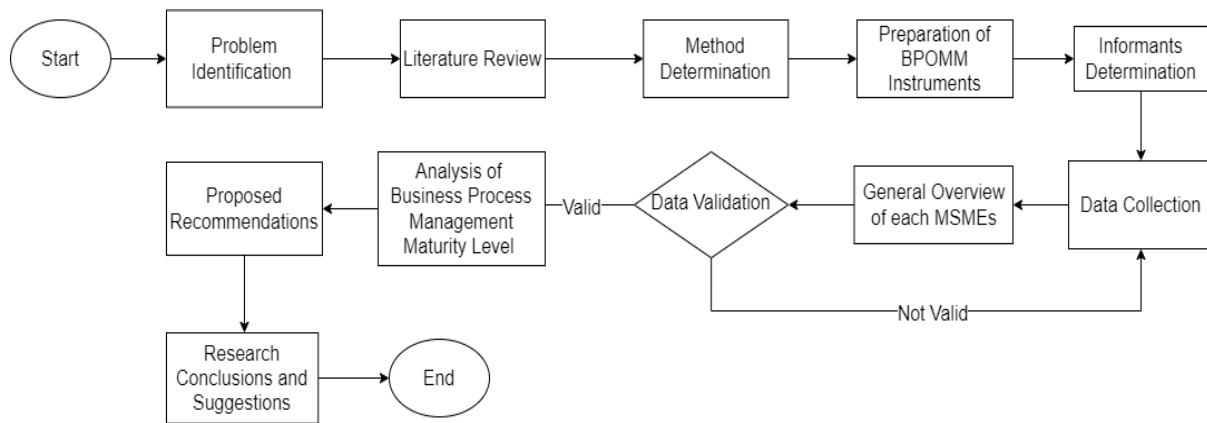 Start
Problem
Identification
Literature Review
Method
Determination
Preparation of
BPOMM
Instruments
Informants
Determination
Data Collection
General Overview
of each MSMEs
Data Validation
Valid
Not Valid
Analysis of
Business Process
Management
Maturity Level
Proposed
Recommendations
Research
Conclusions and
Suggestions
End